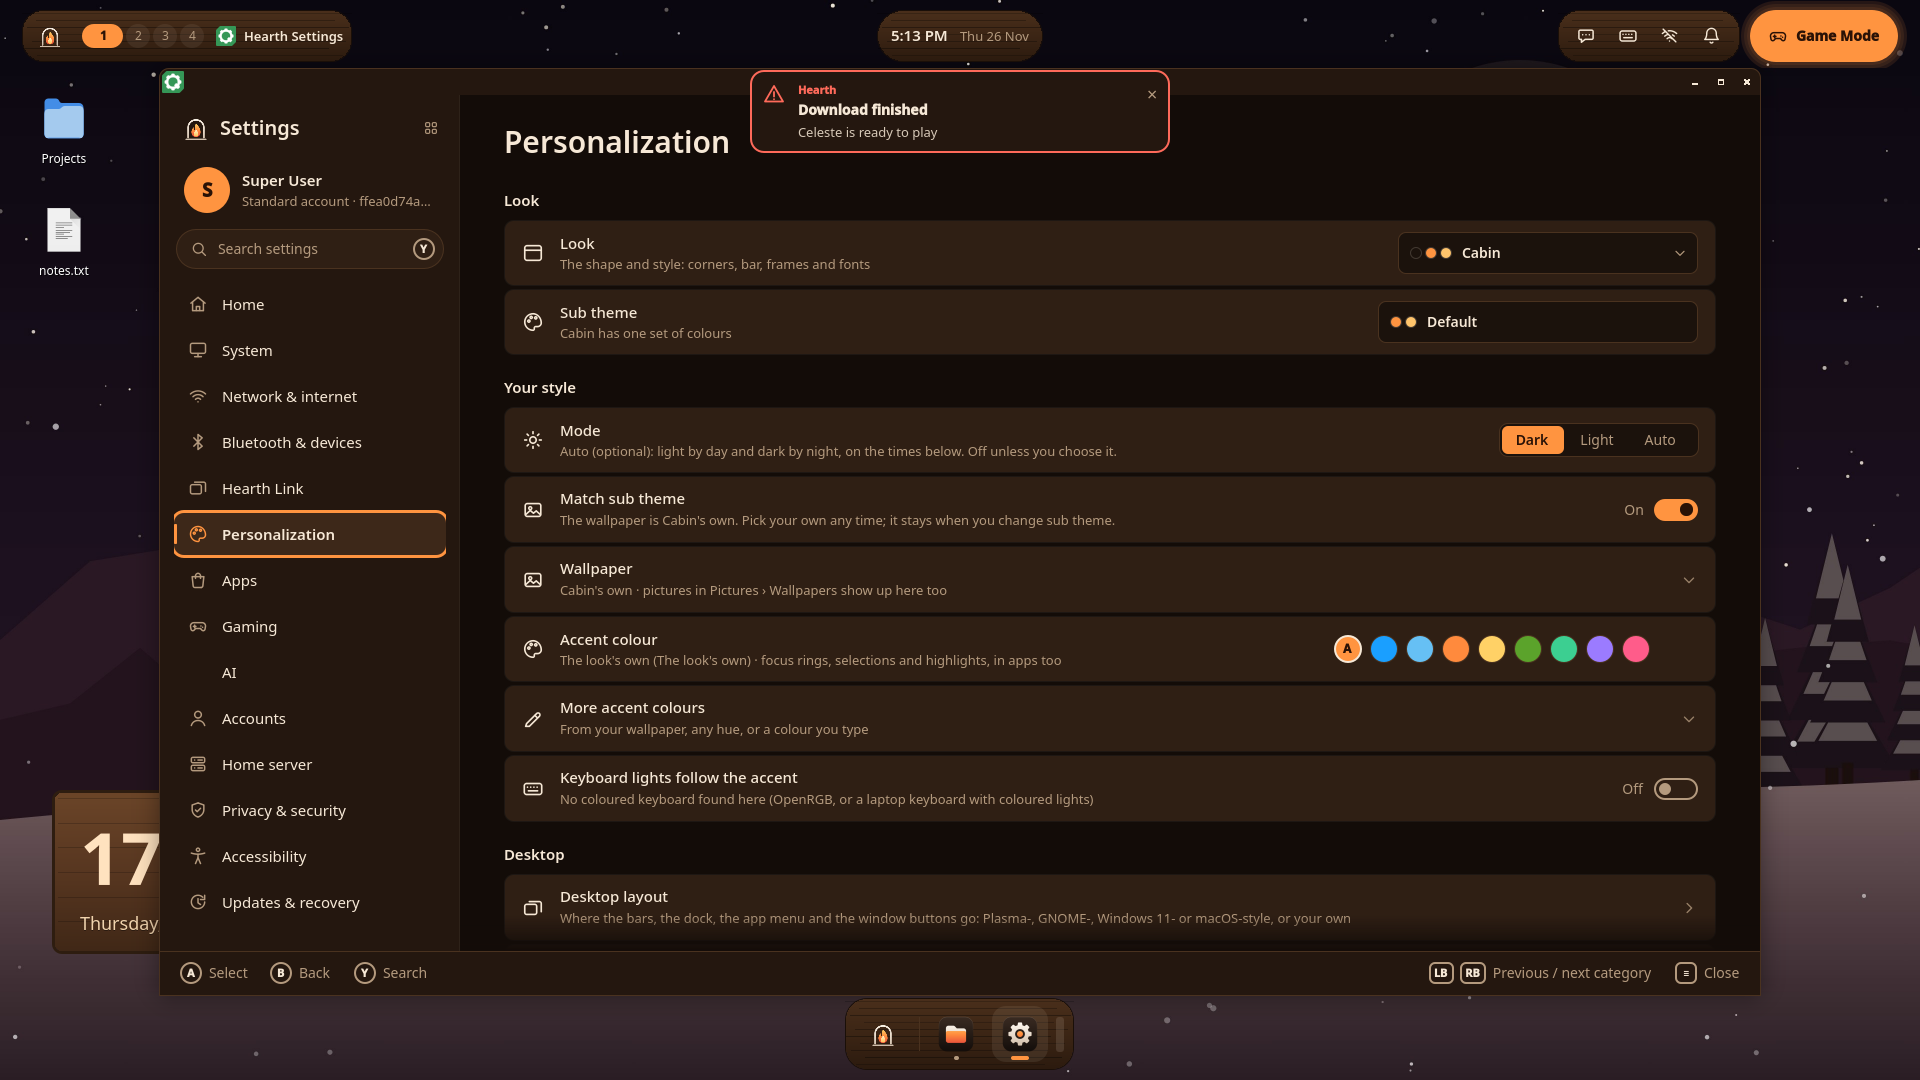 1 2 3 4 Hearth Settings
5:13 PM Thu 26 Nov
Game Mode
Projects
notes.txt
Hearth
Download finished
Celeste is ready to play
Settings
S
Super User
Standard account · ffea0d74a...
Search settings Y
Home
System
Network & internet
Bluetooth & devices
Hearth Link
Personalization
Apps
Gaming
AI
Accounts
Home server
Privacy & security
Accessibility
Updates & recovery
Personalization
Look
Look
The shape and style: corners, bar, frames and fonts
Cabin
Sub theme
Cabin has one set of colours
Default
Your style
Mode
Auto (optional): light by day and dark by night, on the times below. Off unless you choose it.
Dark Light Auto
Match sub theme
The wallpaper is Cabin's own. Pick your own any time; it stays when you change sub theme.
On
Wallpaper
Cabin's own · pictures in Pictures › Wallpapers show up here too
Accent colour
The look's own (The look's own) · focus rings, selections and highlights, in apps too
A
More accent colours
From your wallpaper, any hue, or a colour you type
Keyboard lights follow the accent
No coloured keyboard found here (OpenRGB, or a laptop keyboard with coloured lights)
Off
Desktop
Desktop layout
Where the bars, the dock, the app menu and the window buttons go: Plasma-, GNOME-, Windows 11- or macOS-style, or your own
17
Thursday
A Select B Back Y Search
LB RB Previous / next category Close